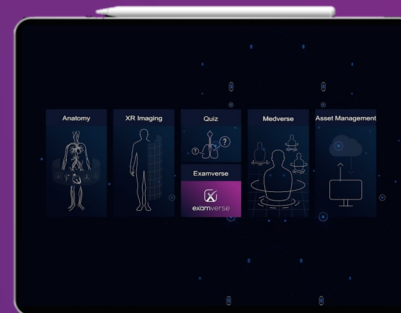 Anatomy
XR Imaging
Quiz
Medverse
Asset Management
? ?
Examverse
examverse